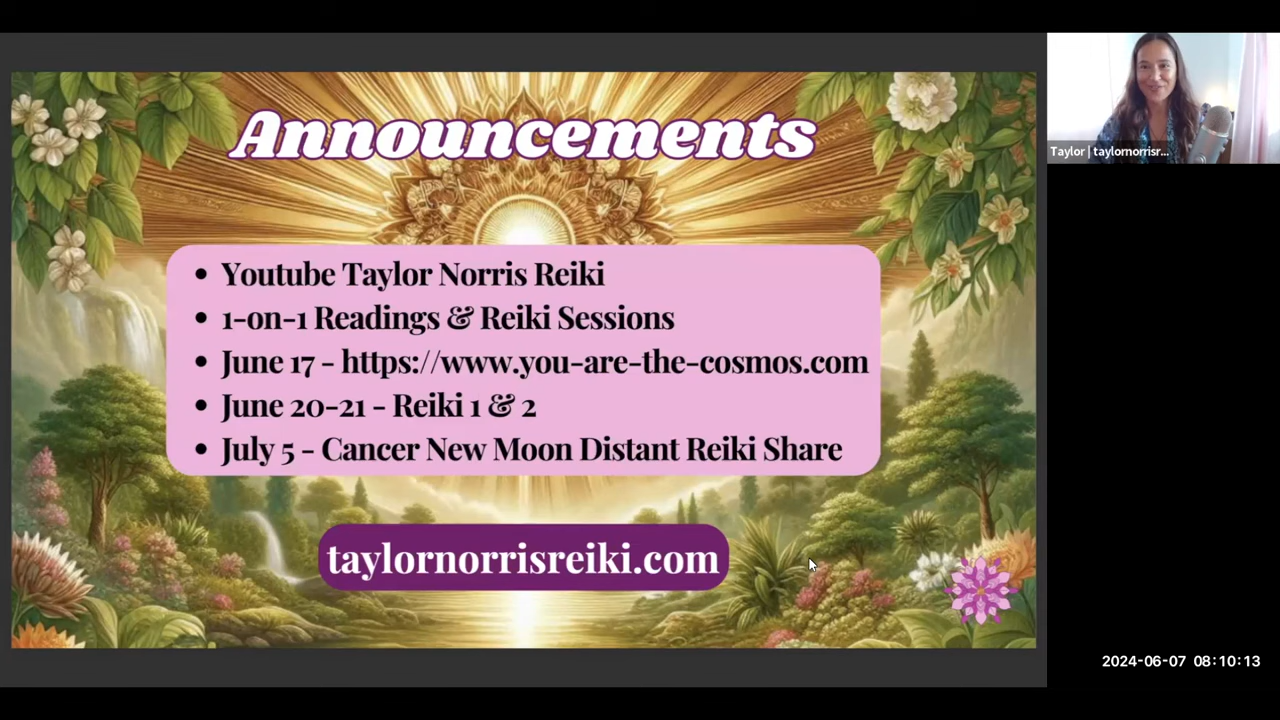 Announcements
• Youtube Taylor Norris Reiki
• 1-on-1 Readings & Reiki Sessions
• June 17 - https://www.you-are-the-cosmos.com
• June 20-21 - Reiki 1 & 2
• July 5 - Cancer New Moon Distant Reiki Share
taylornorrisreiki.com
Taylor | taylornorrisr...
2024-06-07 08:10:13